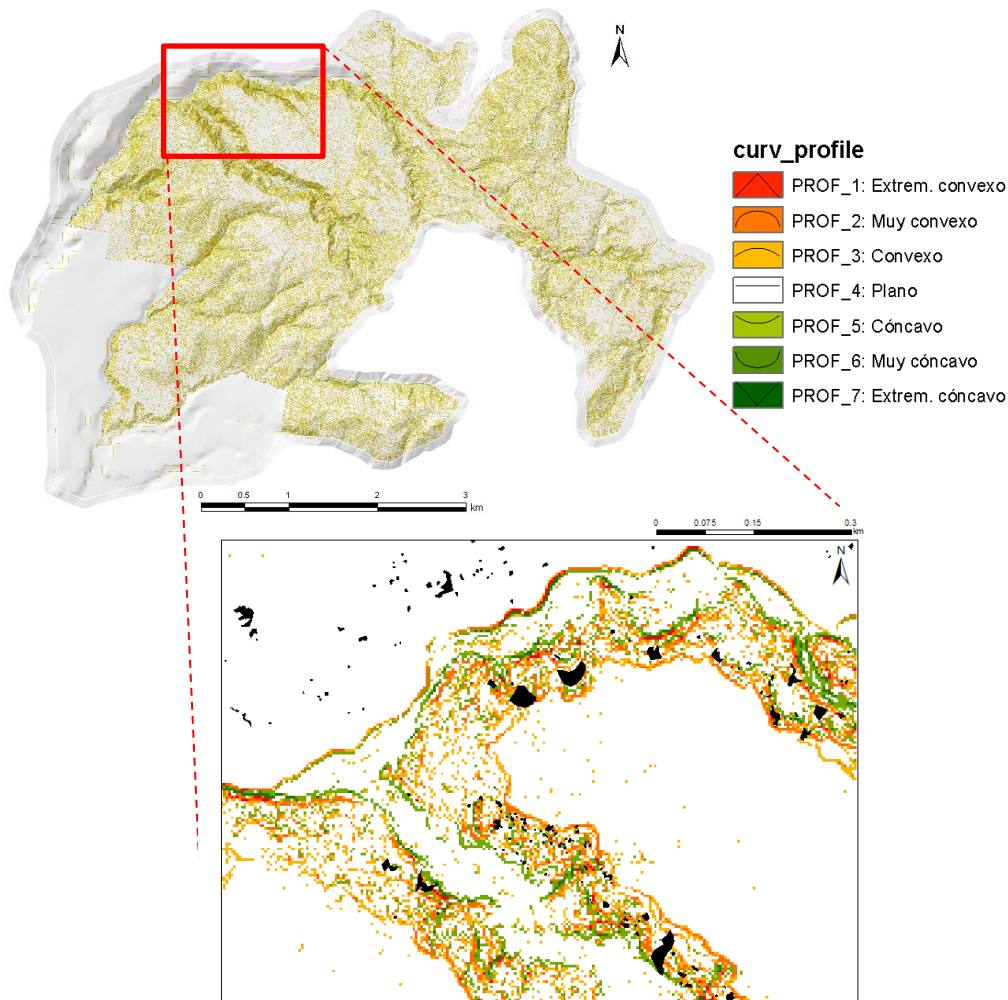 N
curv_profile
PROF_1: Extrem. convexo
PROF_2: Muy convexo
PROF_3: Convexo
PROF_4: Plano
PROF_5: Cóncavo
PROF_6: Muy cóncavo
PROF_7: Extrem. cóncavo
0 0.5 1 2 3
km
0 0.075 0.15 0.3
km
N